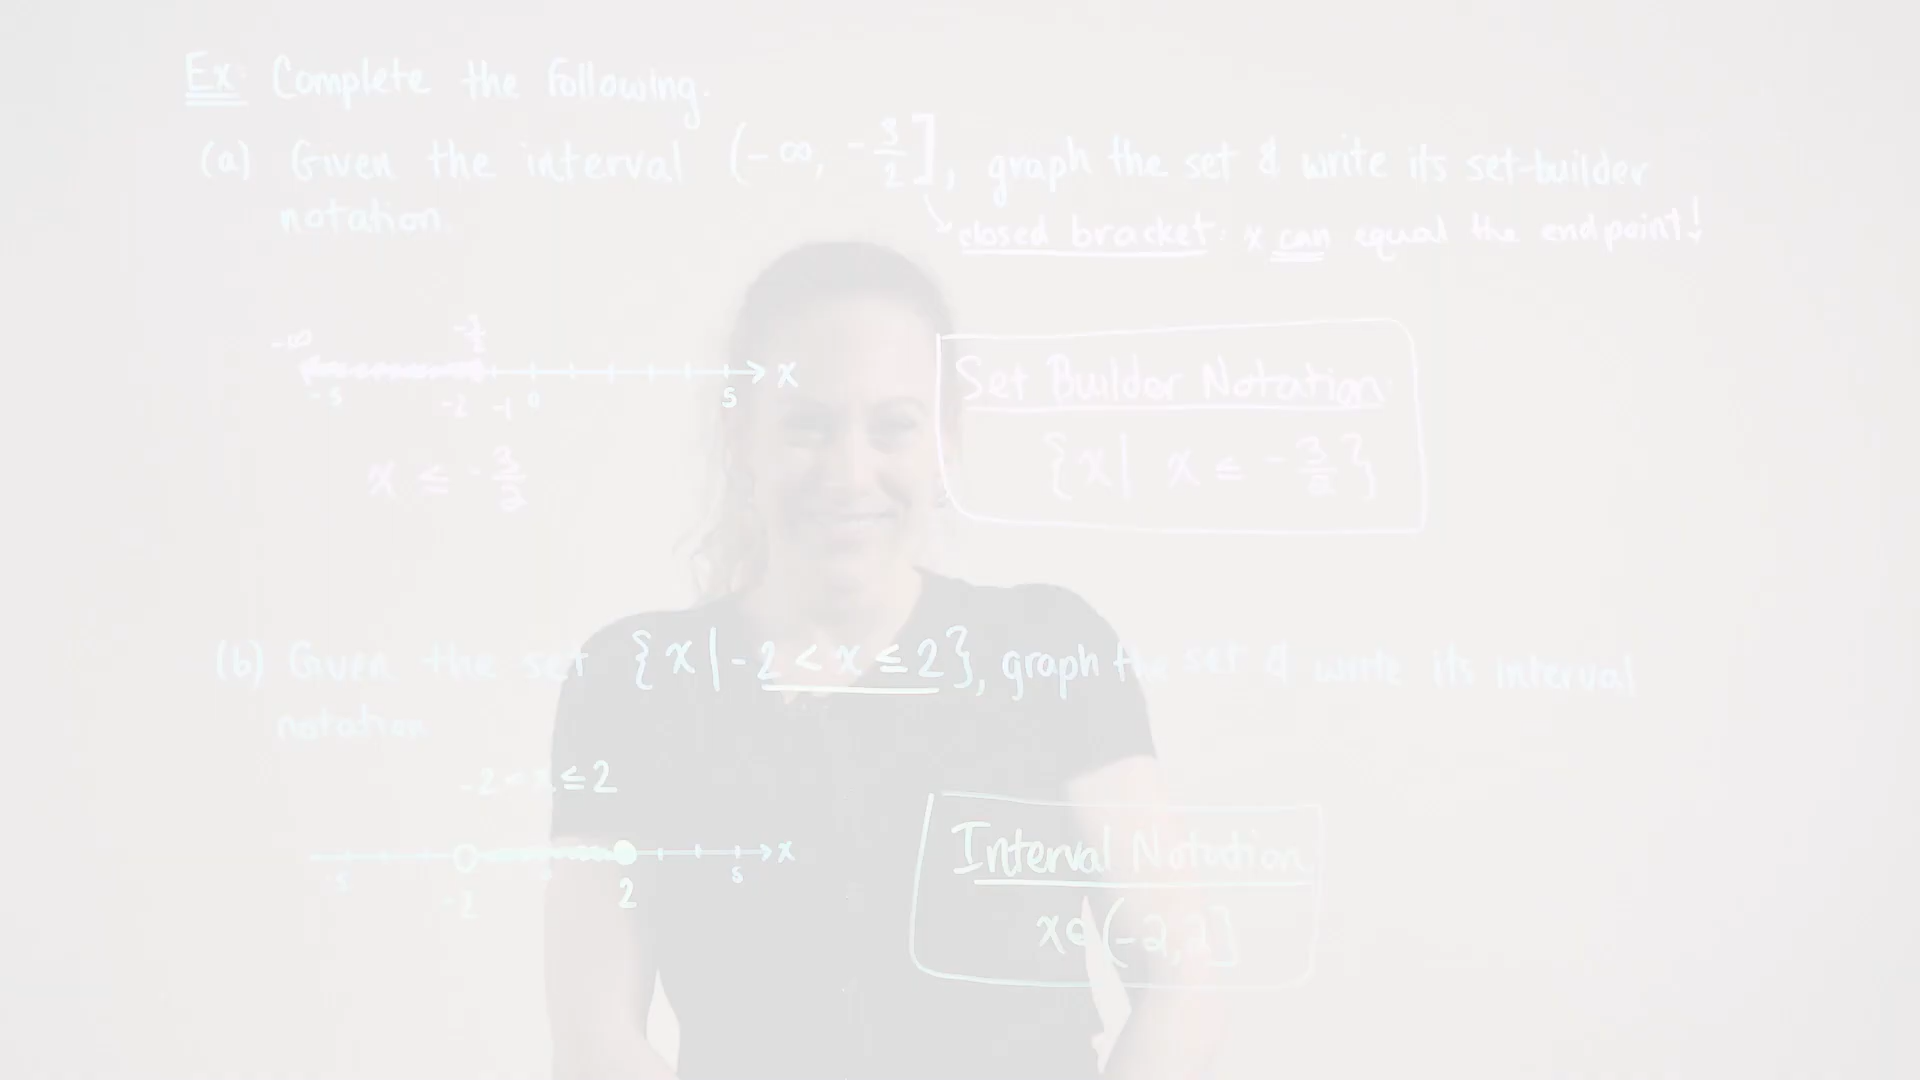 Ex: Complete the following.
(a) Given the interval (-∞, -3/2], graph the set & write its set-builder
notation.
closed bracket: x can equal the endpoint!
-∞ -3/2
x
-5 -2 -1 0 5
x ≤ -3/2
Set Builder Notation:
{x| x ≤ -3/2}
(b) Given the set {x|-2<x≤2}, graph the set & write its interval
notation.
-2<x≤2
x
-5 -2 0 2 5
Interval Notation
x∈(-2,2]